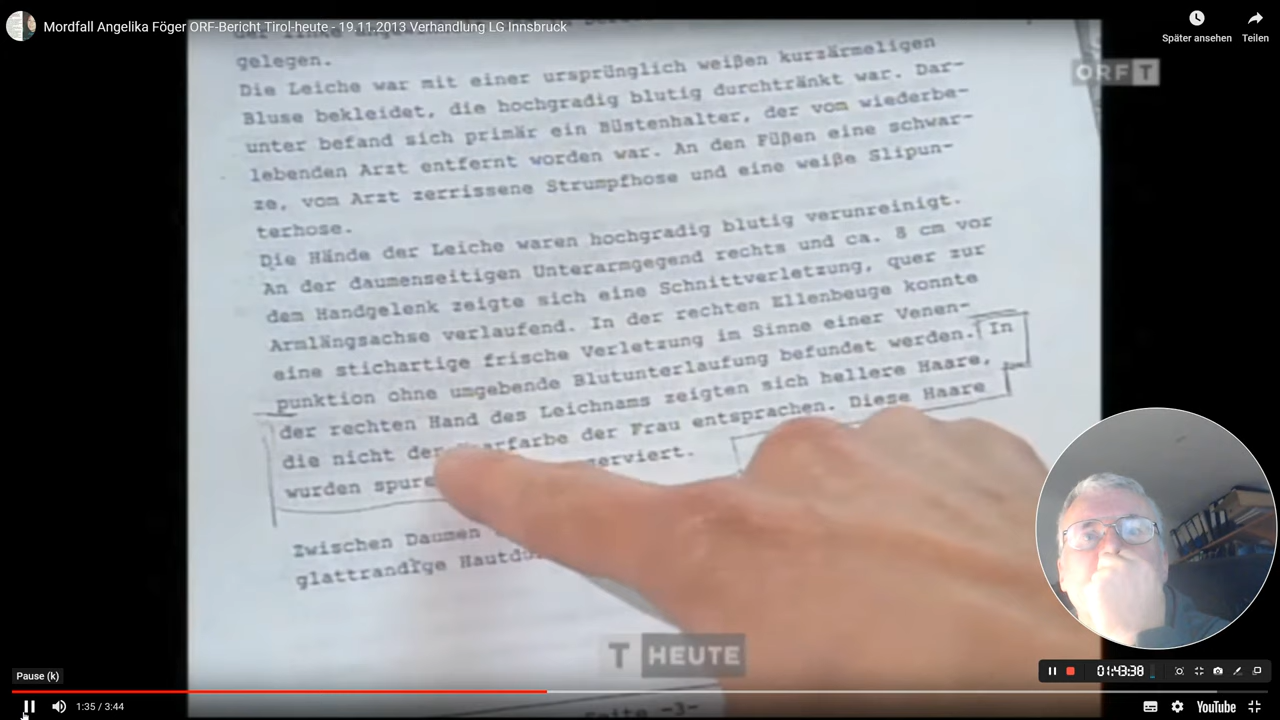 Mordfall Angelika Föger ORF-Bericht Tirol-heute - 19.11.2013 Verhandlung LG Innsbruck
Später ansehen
Teilen
ORF T
gelegen.
Die Leiche war mit einer ursprünglich weißen kurzärmeligen
Bluse bekleidet, die hochgradig blutig durchtränkt war. Dar-
unter befand sich primär ein Büstenhalter, der vom wiederbe-
lebenden Arzt entfernt worden war. An den Füßen eine schwar-
ze, vom Arzt zerrissene Strumpfhose und eine weiße Slipun-
terhose.
Die Hände der Leiche waren hochgradig blutig verunreinigt.
An der daumenseitigen Unterarmgegend rechts und ca. 8 cm vor
dem Handgelenk zeigte sich eine Schnittverletzung, quer zur
Armlängsachse verlaufend. In der rechten Ellenbeuge konnte
eine stichartige frische Verletzung im Sinne einer Venen-
punktion ohne umgebende Blutunterlaufung befundet werden. In
der rechten Hand des Leichnams zeigten sich hellere Haare,
die nicht der Haarfarbe der Frau entsprachen. Diese Haare
wurden
Zwischen Daumen
glattrandige
T HEUTE
Seite -3-
Pause (k)
1:35 / 3:44
01:43:38
YouTube